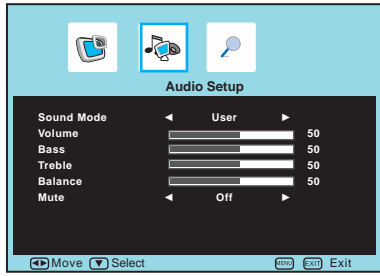 Audio Setup
Sound Mode User
Volume 50
Bass 50
Treble 50
Balance 50
Mute Off
Move Select MENU EXIT Exit